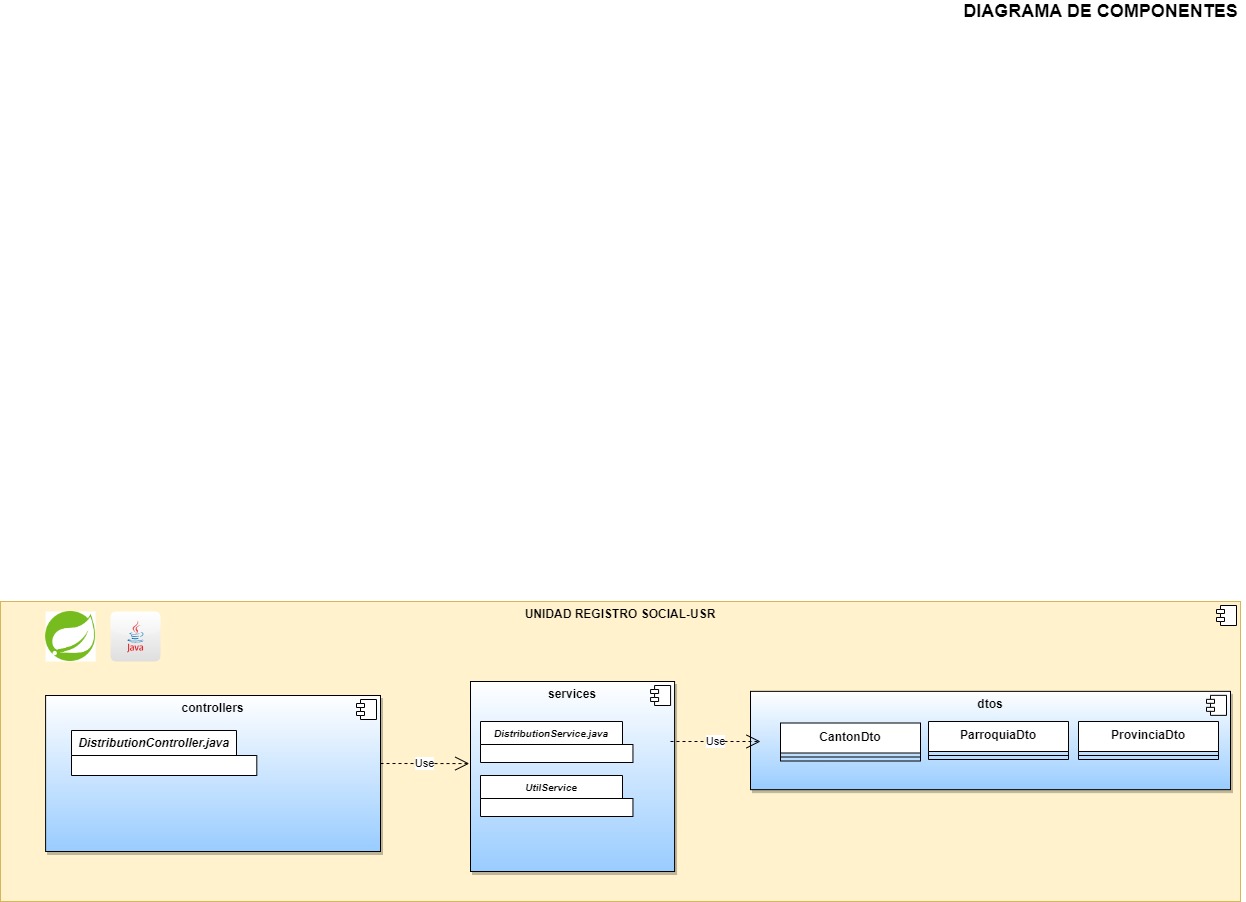 DIAGRAMA DE COMPONENTES
UNIDAD REGISTRO SOCIAL-USR
Java
controllers
DistributionController.java
Use
services
DistributionService.java
UtilService
Use
dtos
CantonDto
ParroquiaDto
ProvinciaDto